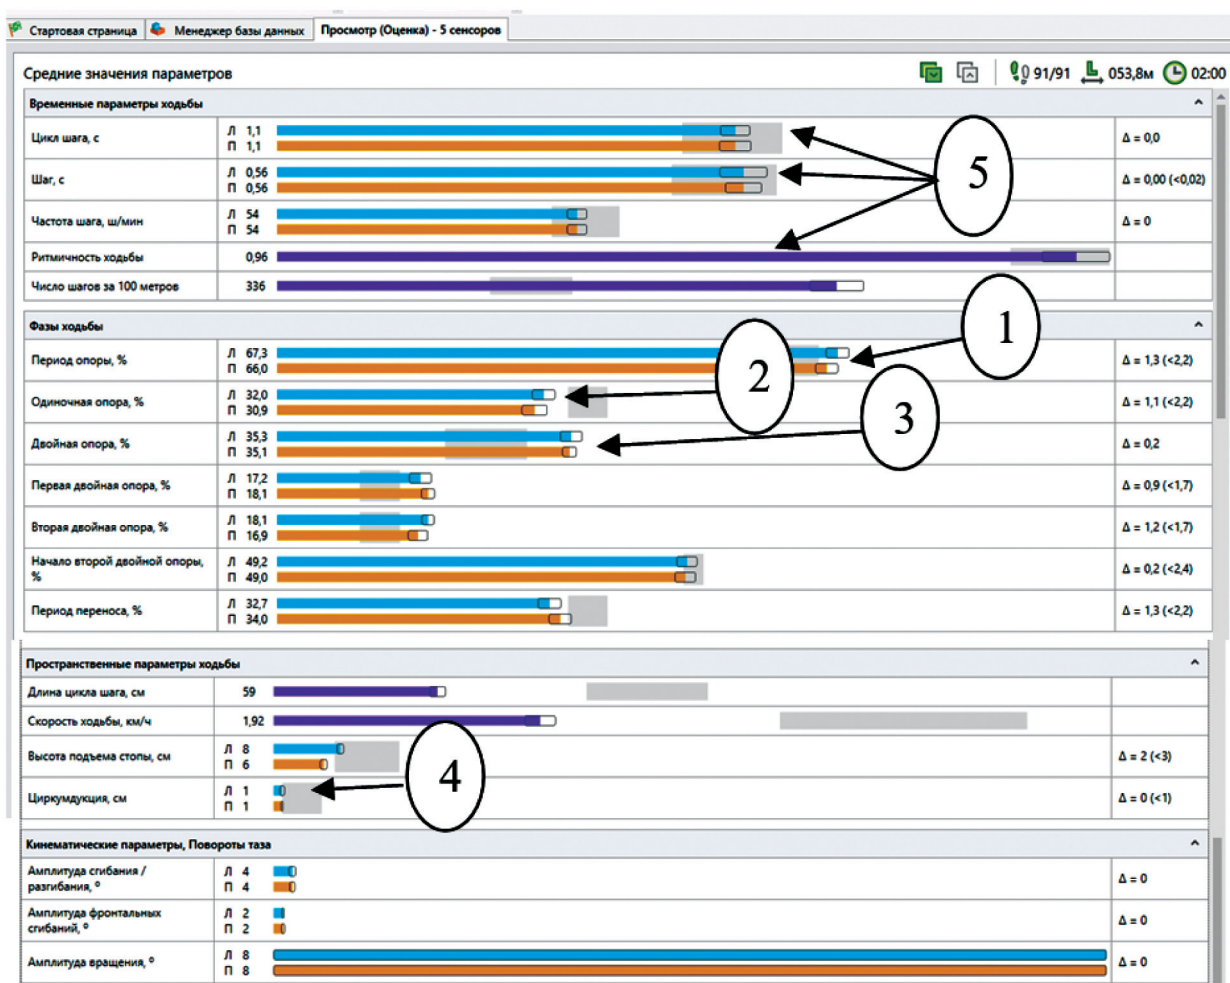 Стартовая страница Менеджер базы данных Просмотр (Оценка) - 5 сенсоров
Средние значения параметров 91/91 053,8м 02:00
Временные параметры ходьбы
Цикл шага, с Л 1,1 Δ = 0,0
П 1,1
5
Шаг, с Л 0,56 Δ = 0,00 (<0,02)
П 0,56
Частота шага, ш/мин Л 54 Δ = 0
П 54
Ритмичность ходьбы 0,96
Число шагов за 100 метров 336
Фазы ходьбы
1
Период опоры, % Л 67,3 Δ = 1,3 (<2,2)
П 66,0
2
Одиночная опора, % Л 32,0 Δ = 1,1 (<2,2)
П 30,9
3
Двойная опора, % Л 35,3 Δ = 0,2
П 35,1
Первая двойная опора, % Л 17,2 Δ = 0,9 (<1,7)
П 18,1
Вторая двойная опора, % Л 18,1 Δ = 1,2 (<1,7)
П 16,9
Начало второй двойной опоры, Л 49,2 Δ = 0,2 (<2,4)
% П 49,0
Период переноса, % Л 32,7 Δ = 1,3 (<2,2)
П 34,0
Пространственные параметры ходьбы
Длина цикла шага, см 59
Скорость ходьбы, км/ч 1,92
Высота подъема стопы, см Л 8 Δ = 2 (<3)
П 6
4
Циркумдукция, см Л 1 Δ = 0 (<1)
П 1
Кинематические параметры, Повороты таза
Амплитуда сгибания / Л 4 Δ = 0
разгибания, º П 4
Амплитуда фронтальных Л 2 Δ = 0
сгибаний, º П 2
Амплитуда вращения, º Л 8 Δ = 0
П 8